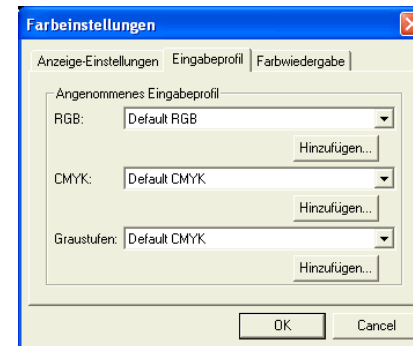 Farbeinstellungen
Anzeige-Einstellungen Eingabeprofil Farbwiedergabe
Angenommenes Eingabeprofil
RGB: Default RGB
Hinzufügen...
CMYK: Default CMYK
Hinzufügen...
Graustufen: Default CMYK
Hinzufügen...
OK Cancel